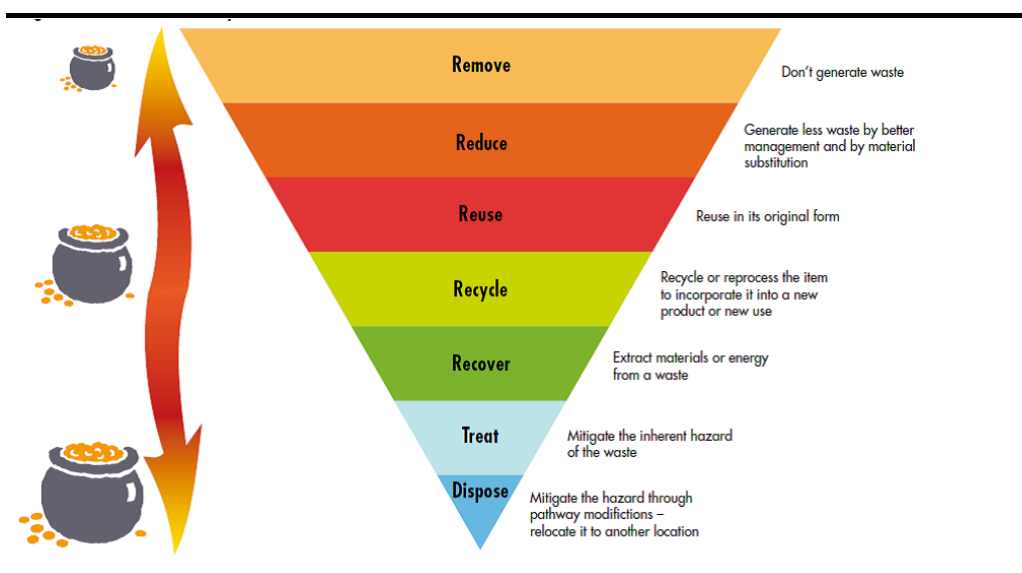 Remove
Don't generate waste
Reduce
Generate less waste by better
management and by material
substitution
Reuse
Reuse in its original form
Recycle
Recycle or reprocess the item
to incorporate it into a new
product or new use
Recover
Extract materials or energy
from a waste
Treat
Mitigate the inherent hazard
of the waste
Dispose
Mitigate the hazard through
pathway modifictions –
relocate it to another location